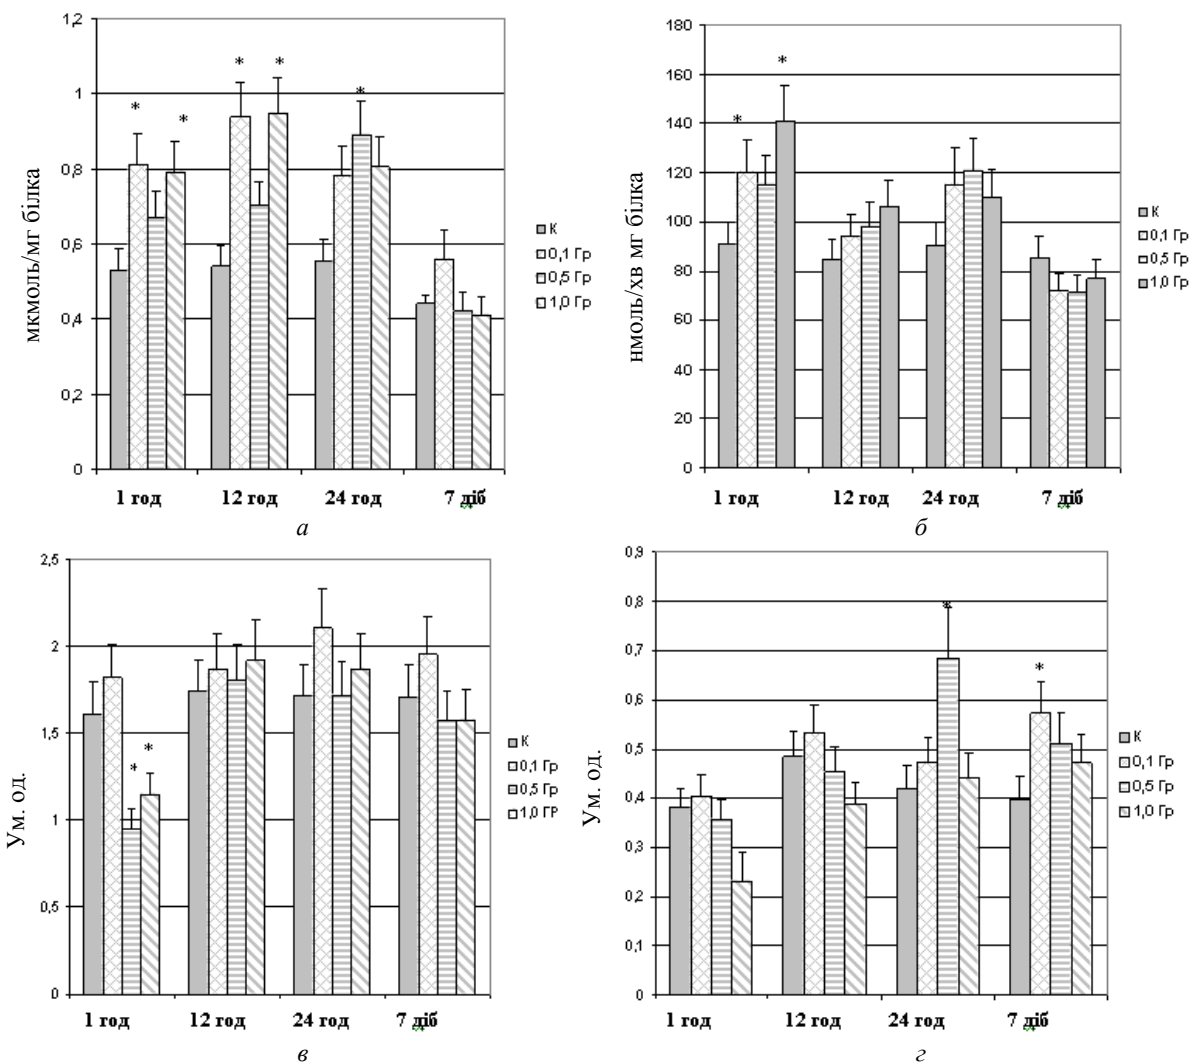 мкмоль/мг білка
1,2
1
0,8
0,6
0,4
0,2
0
* * * * *
1 год 12 год 24 год 7 діб
К
0,1 Гр
0,5 Гр
1,0 Гр
а
нмоль/хв мг білка
180
160
140
120
100
80
60
40
20
0
* *
1 год 12 год 24 год 7 діб
К
0,1 Гр
0,5 Гр
1,0 Гр
б
Ум. од.
2,5
2
1,5
1
0,5
0
* *
1 год 12 год 24 год 7 діб
К
0,1 Гр
0,5 Гр
1,0 ГР
в
Ум. од.
0,9
0,8
0,7
0,6
0,5
0,4
0,3
0,2
0,1
0
* *
1 год 12 год 24 год 7 діб
К
0,1 Гр
0,5 Гр
1,0 Гр
г